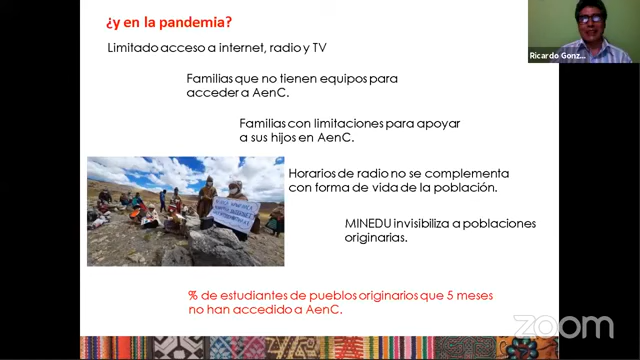 ¿y en la pandemia?
Limitado acceso a internet, radio y TV
Ricardo Gonz...
Familias que no tienen equipos para
acceder a AenC.
Familias con limitaciones para apoyar
a sus hijos en AenC.
Horarios de radio no se complementa
con forma de vida de la población.
MINEDU invisibiliza a poblaciones
originarias.
% de estudiantes de pueblos originarios que 5 meses
no han accedido a AenC.
zoom